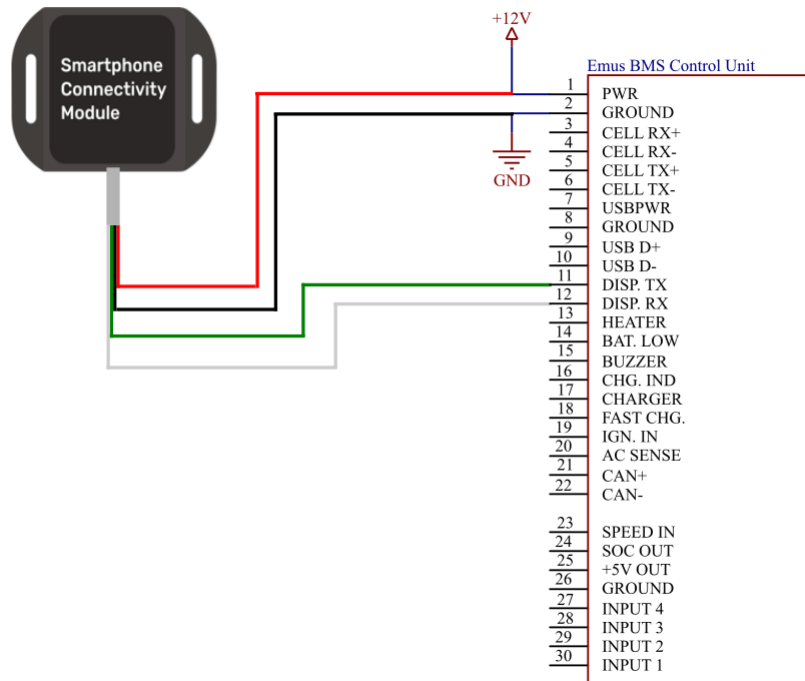 Smartphone
Connectivity
Module
+12V
GND
Emus BMS Control Unit
1 PWR
2 GROUND
3 CELL RX+
4 CELL RX-
5 CELL TX+
6 CELL TX-
7 USBPWR
8 GROUND
9 USB D+
10 USB D-
11 DISP. TX
12 DISP. RX
13 HEATER
14 BAT. LOW
15 BUZZER
16 CHG. IND
17 CHARGER
18 FAST CHG.
19 IGN. IN
20 AC SENSE
21 CAN+
22 CAN-
23 SPEED IN
24 SOC OUT
25 +5V OUT
26 GROUND
27 INPUT 4
28 INPUT 3
29 INPUT 2
30 INPUT 1